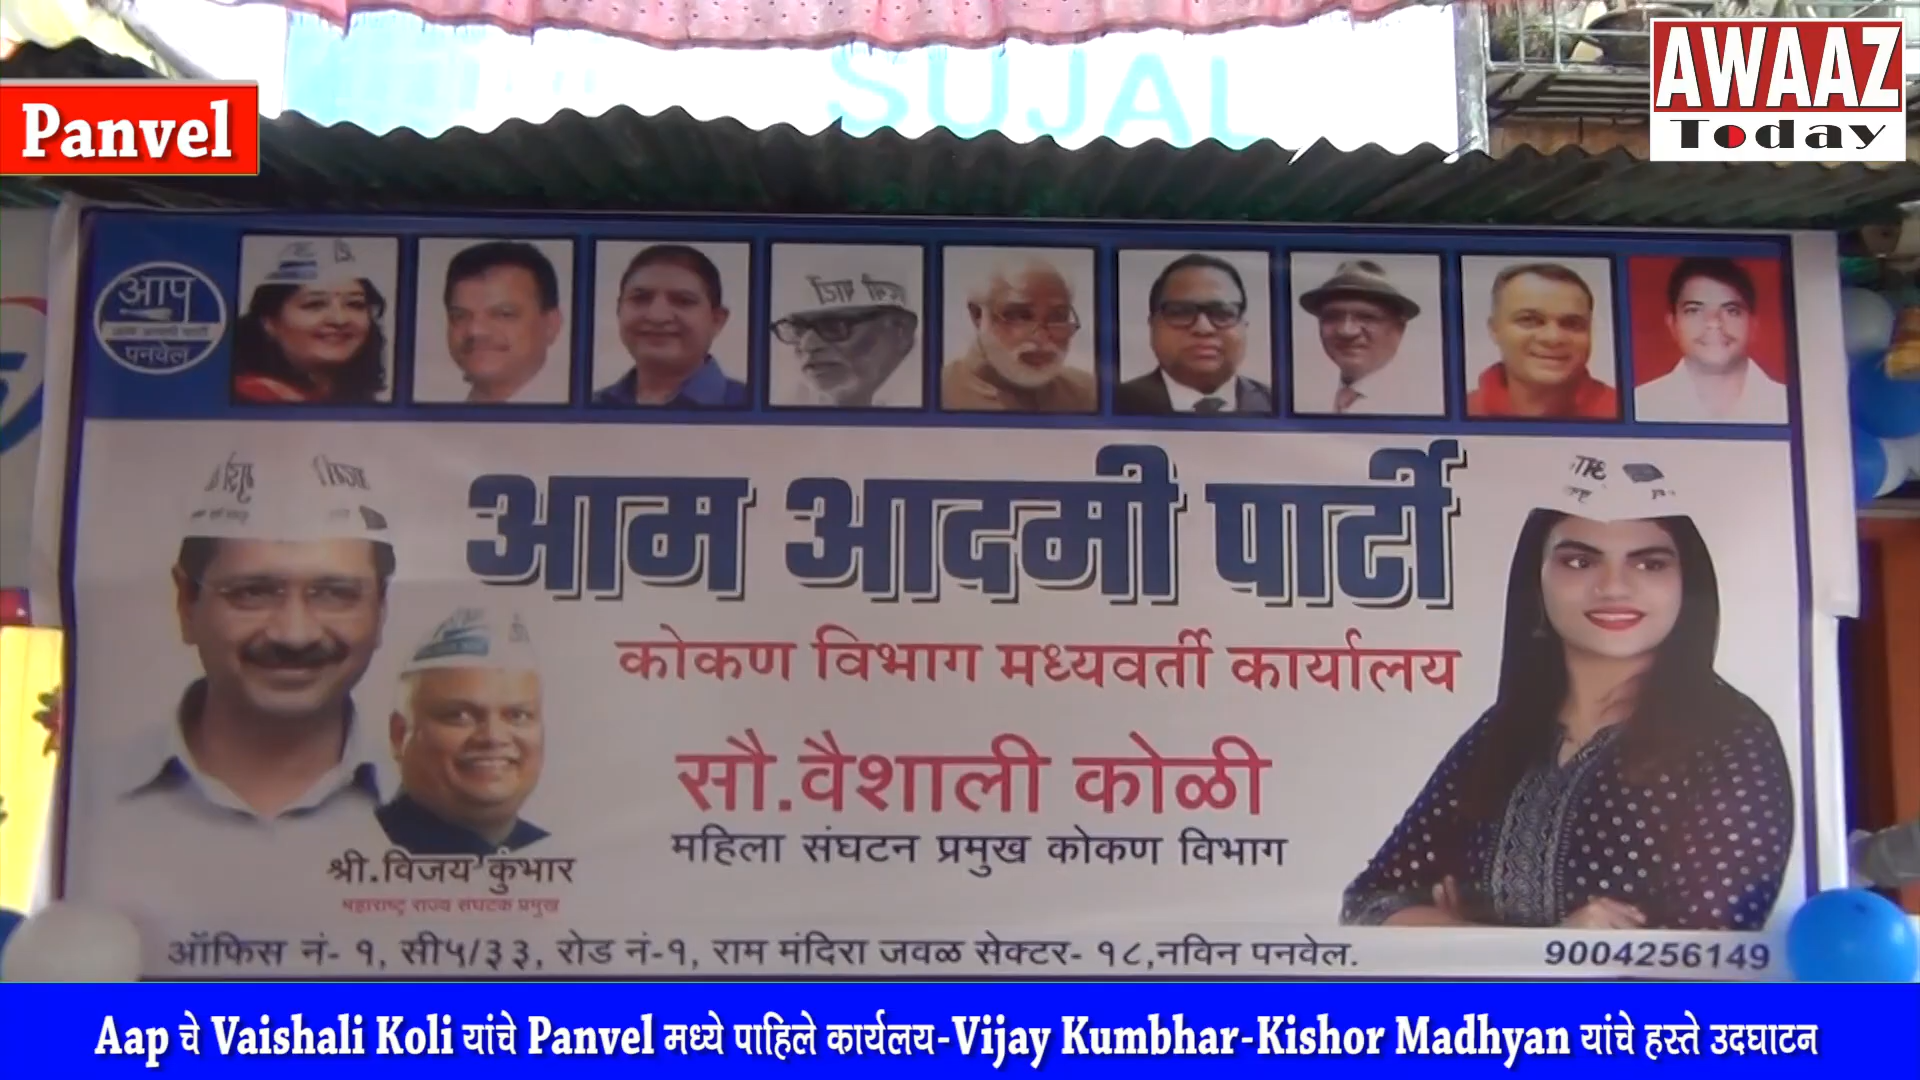 SUJAL
AWAAZ
Today
Panvel
आप
पनवेल
आम आदमी पार्टी
कोकण विभाग मध्यवर्ती कार्यालय
सौ.वैशाली कोळी
महिला संघटन प्रमुख कोकण विभाग
श्री.विजय कुंभार
महाराष्ट्र राज्य संघटक प्रमुख
ऑफिस नं- १, सी५/३३, रोड नं-१, राम मंदिरा जवळ सेक्टर- १८,नविन पनवेल. 9004256149
Aap चे Vaishali Koli यांचे Panvel मध्ये पाहिले कार्यलय-Vijay Kumbhar-Kishor Madhyan यांचे हस्ते उदघाटन